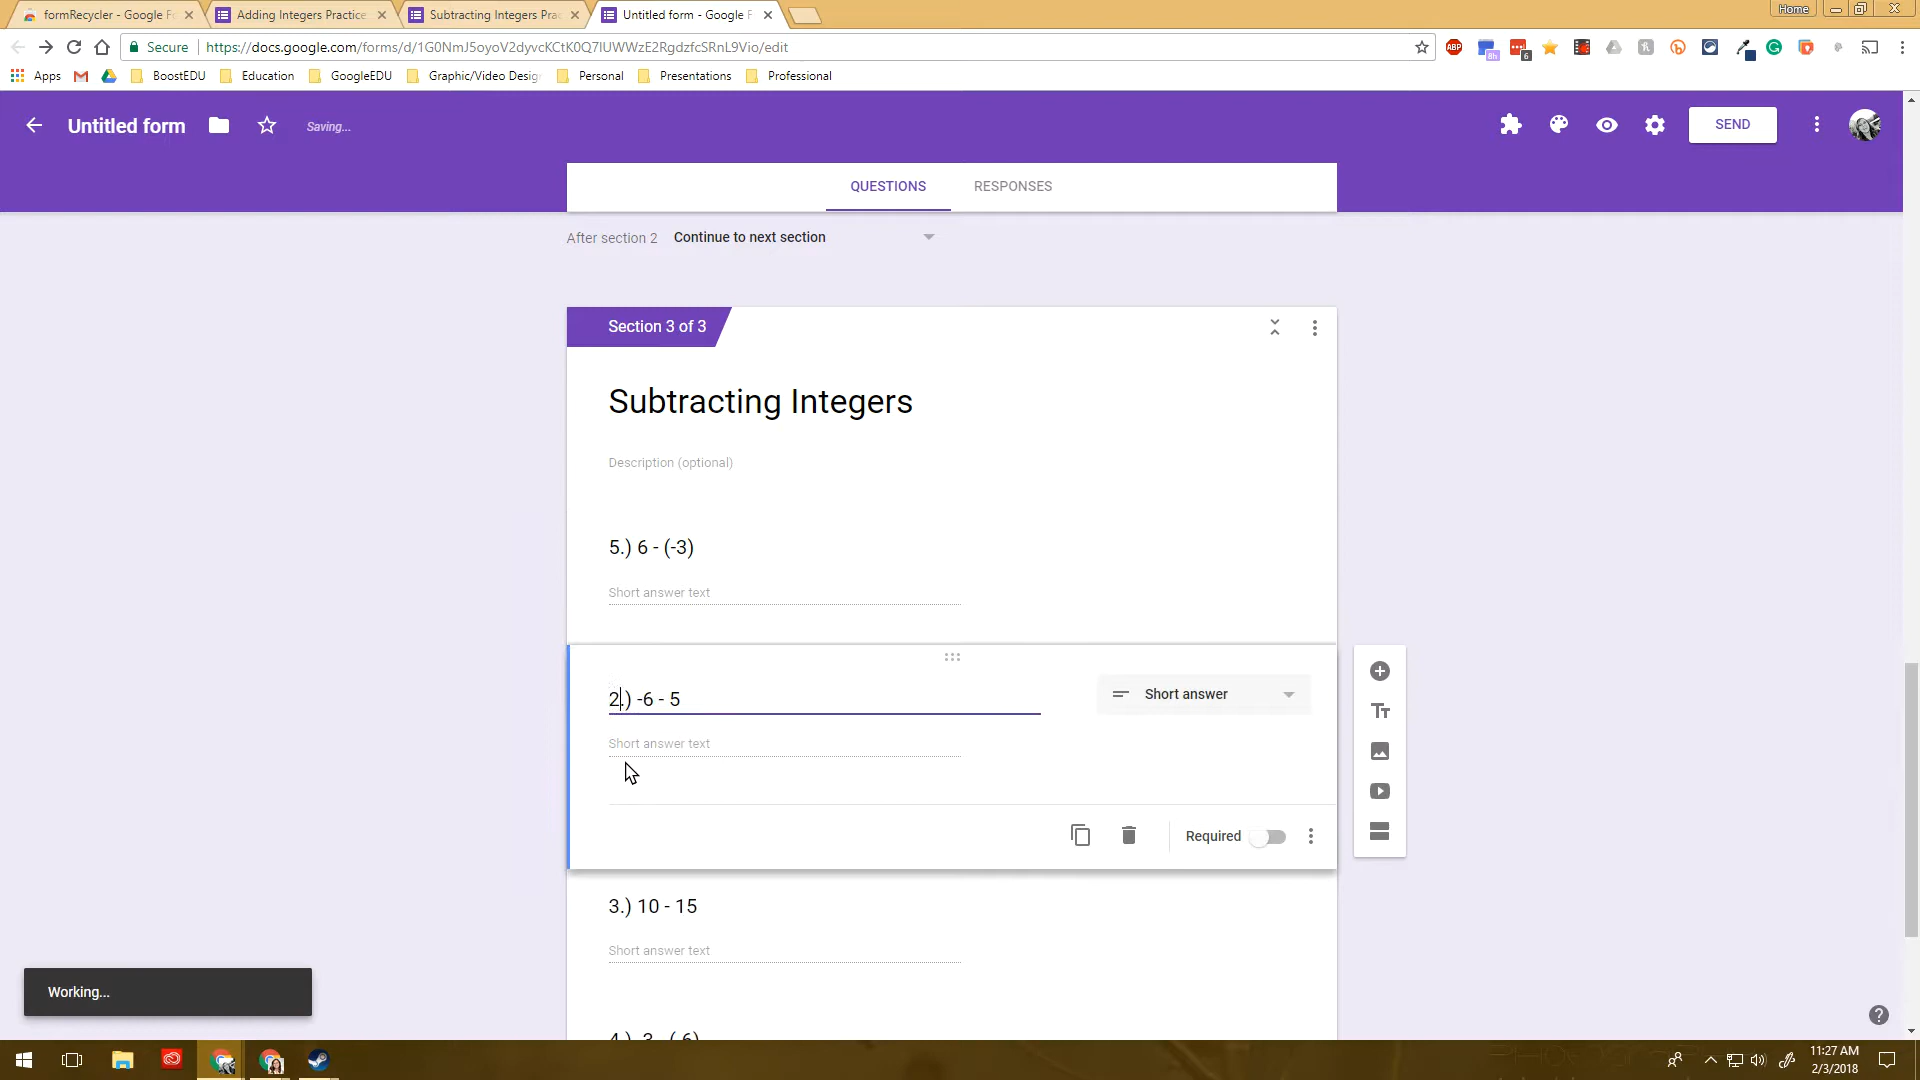 formRecycler - Google F
Adding Integers Practice
Subtracting Integers Pra
Untitled form - Google F
Home
Secure
https://docs.google.com/forms/d/1G0NmJ5oyoV2dyvcKCtK0Q7IUWWzE2RgdzfcSRnL9Vio/edit
ABP
8h
6
Apps
BoostEDU
Education
GoogleEDU
Graphic/Video Desig
Personal
Presentations
Professional
Untitled form
Saving...
SEND
QUESTIONS
RESPONSES
After section 2
Continue to next section
Section 3 of 3
Subtracting Integers
Description (optional)
5.) 6 - (-3)
Short answer text
2.) -6 - 5
Short answer
Short answer text
Required
3.) 10 - 15
Short answer text
Working...
11:27 AM
2/3/2018